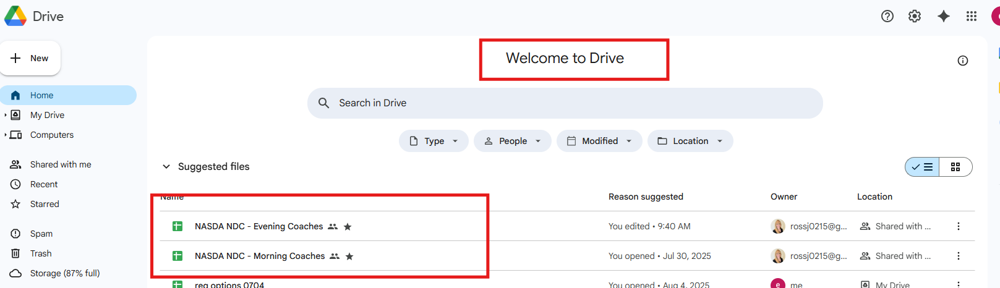 Drive
New
Welcome to Drive
Search in Drive
Home
My Drive
Computers
Shared with me
Recent
Starred
Spam
Trash
Storage (87% full)
Type
People
Modified
Location
Suggested files
Name Reason suggested Owner Location
NASDA NDC - Evening Coaches You edited • 9:40 AM rossj0215@g... Shared with ...
NASDA NDC - Morning Coaches You opened • Jul 30, 2025 rossj0215@g... Shared with ...
reg options 0704 You opened • Aug 4, 2025 e me My Drive